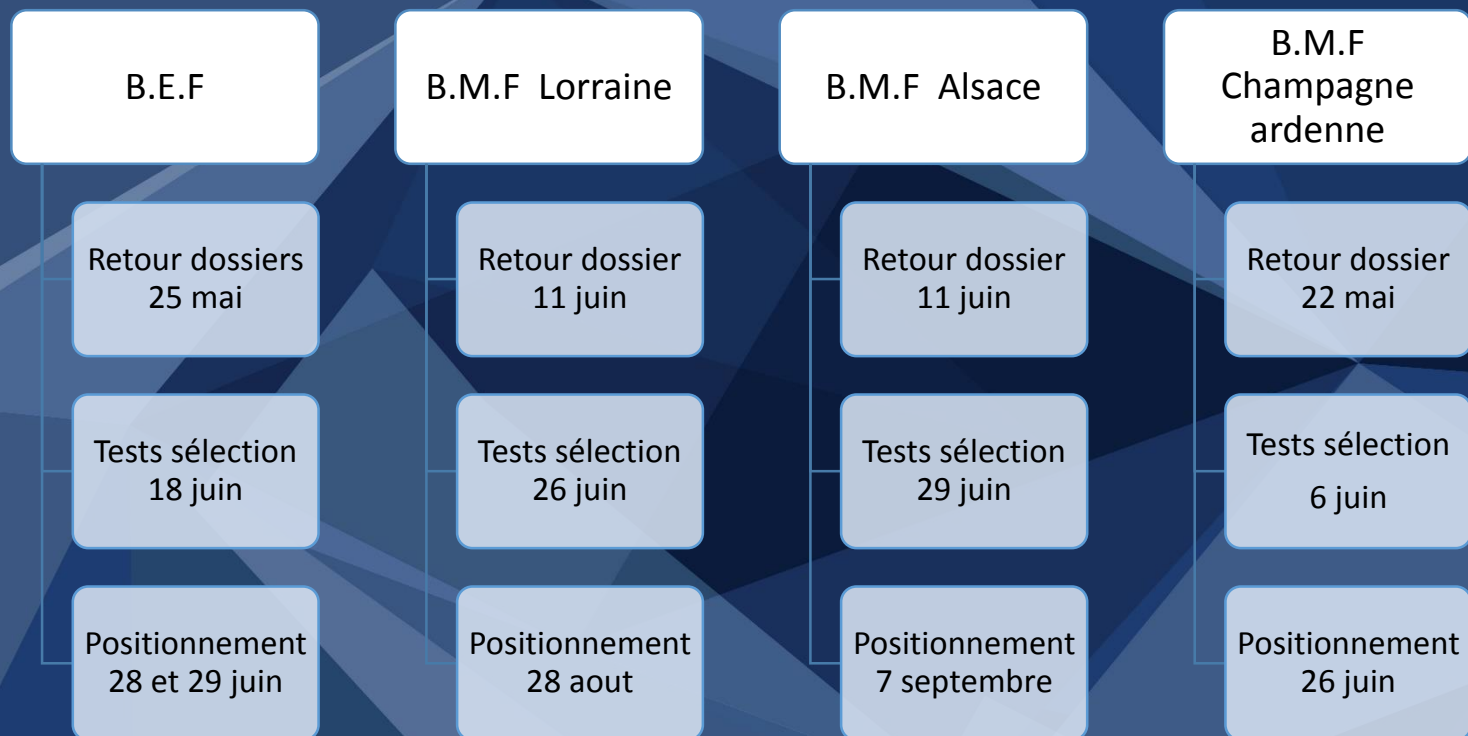 B.E.F
Retour dossiers
25 mai
Tests sélection
18 juin
Positionnement
28 et 29 juin
B.M.F Lorraine
Retour dossier
11 juin
Tests sélection
26 juin
Positionnement
28 aout
B.M.F Alsace
Retour dossier
11 juin
Tests sélection
29 juin
Positionnement
7 septembre
B.M.F
Champagne
ardenne
Retour dossier
22 mai
Tests sélection
6 juin
Positionnement
26 juin